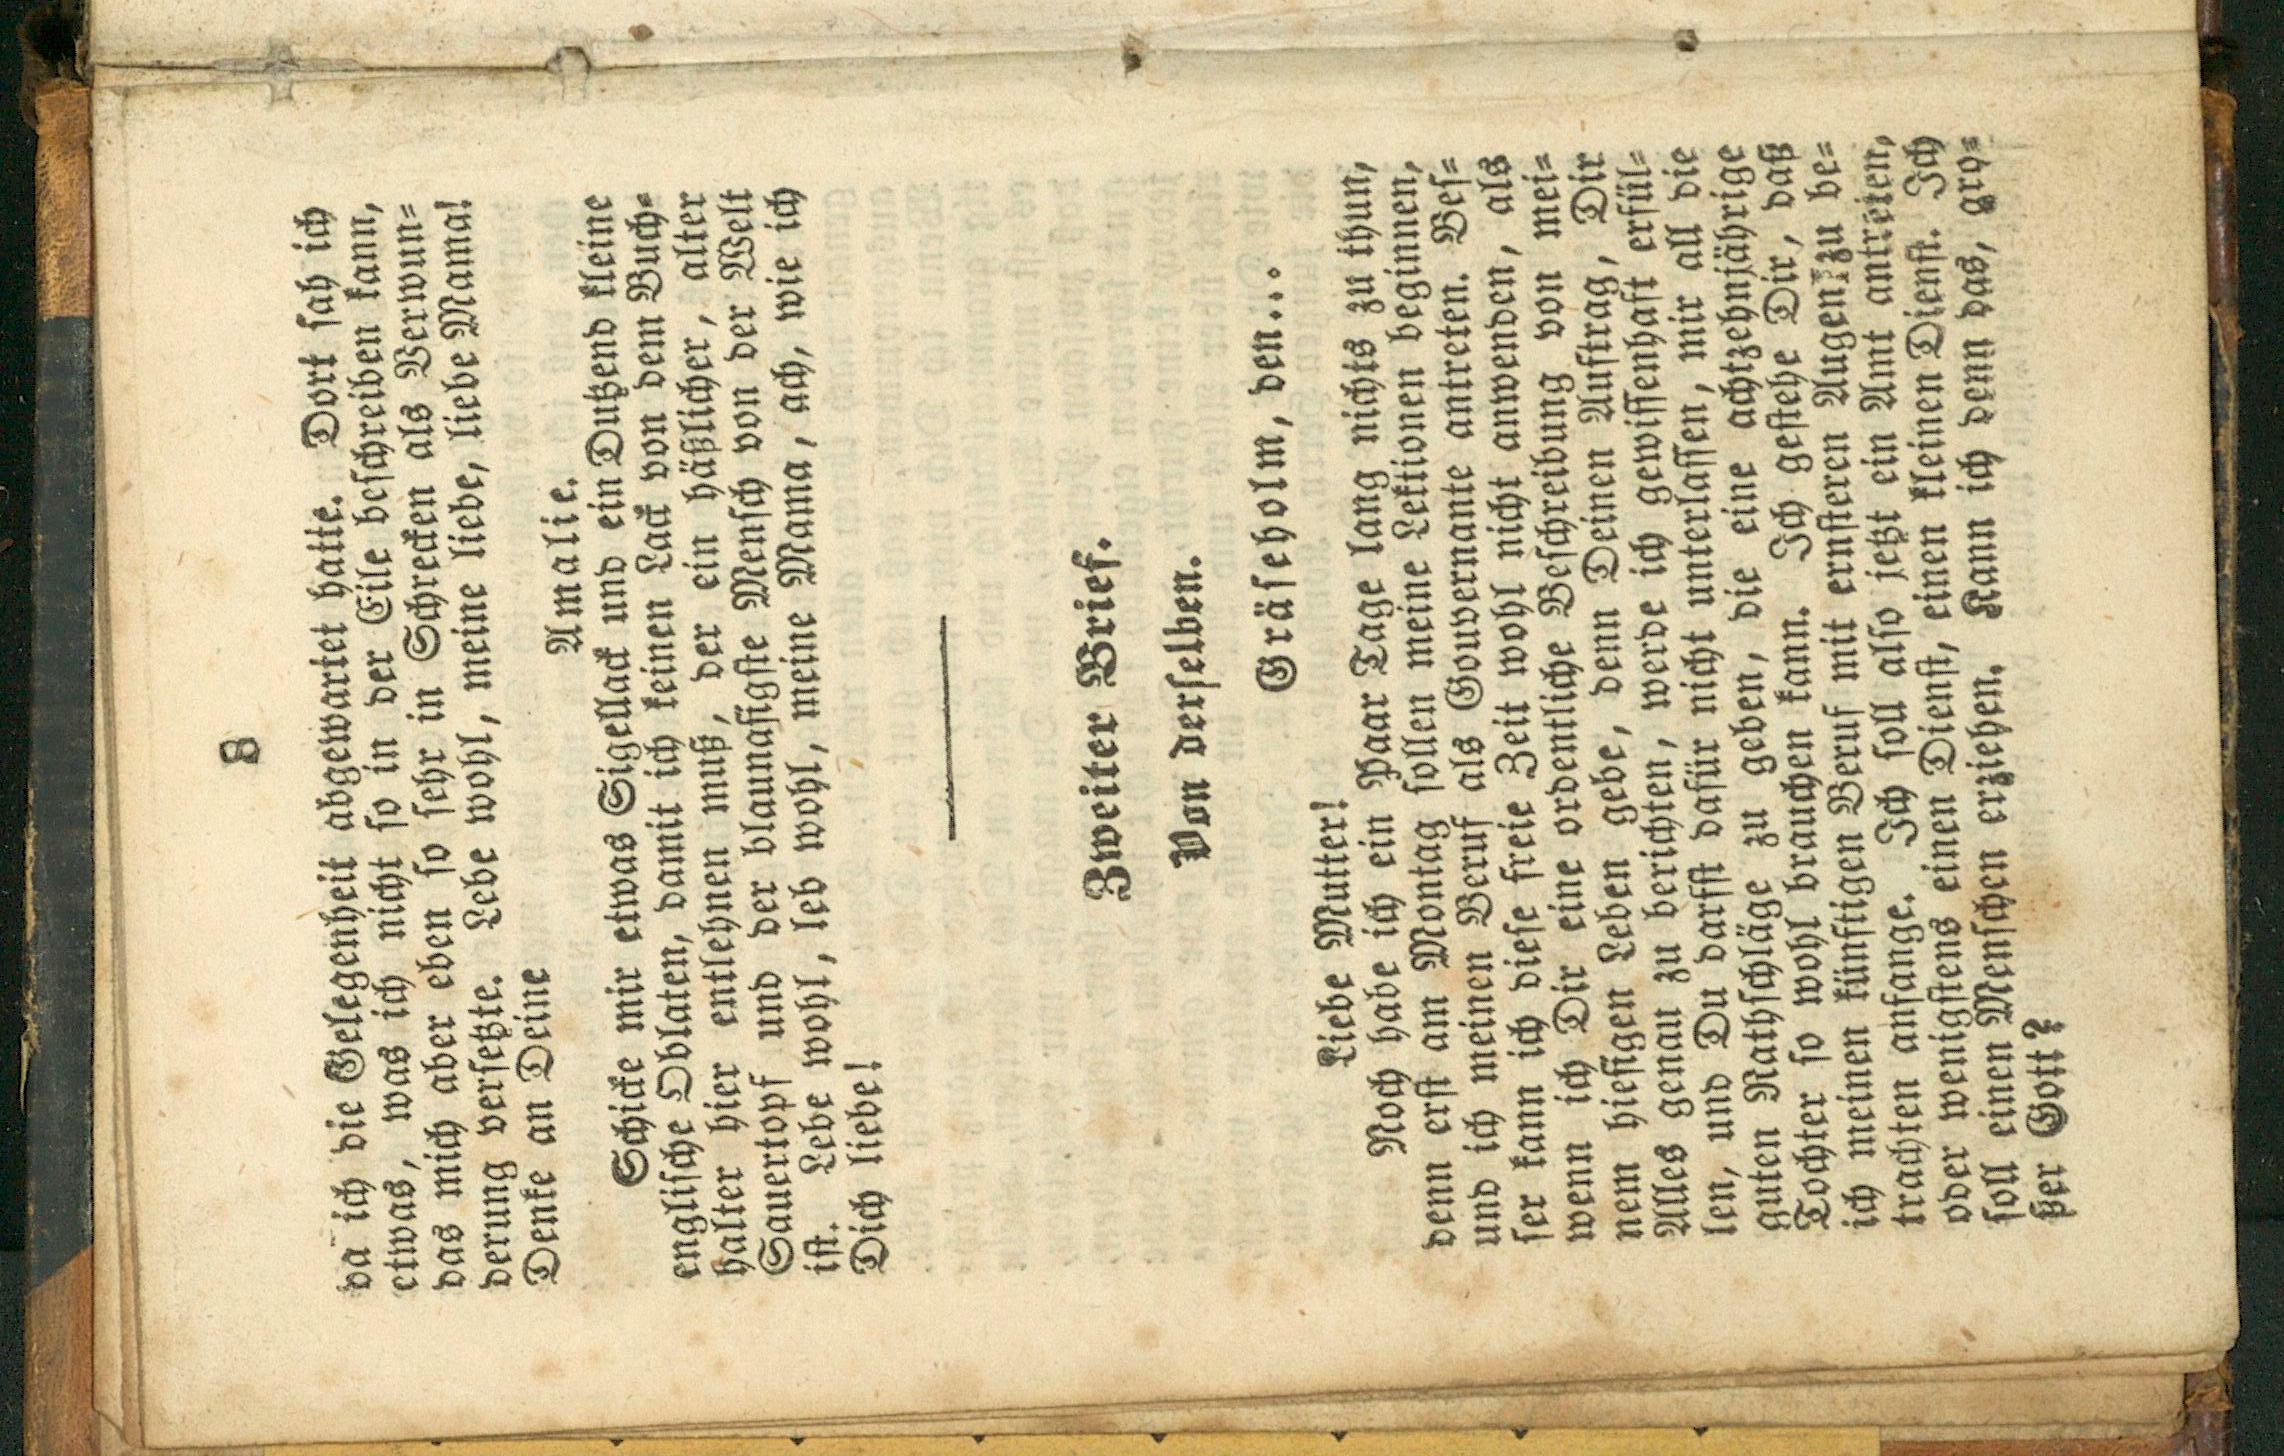 8
da ich die Gelegenheit abgewartet hatte. Dort sah ich
etwas, was ich nicht so in der Eile beschreiben kann,
das mich aber eben so sehr in Schrecken als Verwun=
derung versetzte. Lebe wohl, meine liebe, liebe Mama!
Denke an Deine
Amalie.
Schicke mir etwas Sigellack und ein Dutzend kleine
englische Oblaten, damit ich keinen Lack von dem Buch=
halter hier entlehnen muß, der ein häßlicher, alter
Sauertopf und der blaunasigste Mensch von der Welt
ist. Lebe wohl, leb wohl, meine Mama, ach, wie ich
Dich liebe!
Zweiter Brief.
Von derselben.
Gräseholm, den...
Liebe Mutter!
Noch habe ich ein Paar Tage lang nichts zu thun,
denn erst am Montag sollen meine Lektionen beginnen,
und ich meinen Beruf als Gouvernante antreten. Bes=
ser kann ich diese freie Zeit wohl nicht anwenden, als
wenn ich Dir eine ordentliche Beschreibung von mei=
nem hiesigen Leben gebe, denn Deinen Auftrag, Dir
Alles genau zu berichten, werde ich gewissenhaft erfül=
len, und Du darfst dafür nicht unterlassen, mir all die
guten Rathschläge zu geben, die eine achtzehnjährige
Tochter so wohl brauchen kann. Ich gestehe Dir, daß
ich meinen künftigen Beruf mit ernsteren Augen zu be=
trachten anfange. Ich soll also jetzt ein Amt antreten,
oder wenigstens einen Dienst, einen kleinen Dienst. Ich
soll einen Menschen erziehen. Kann ich denn das, gro=
ßer Gott?